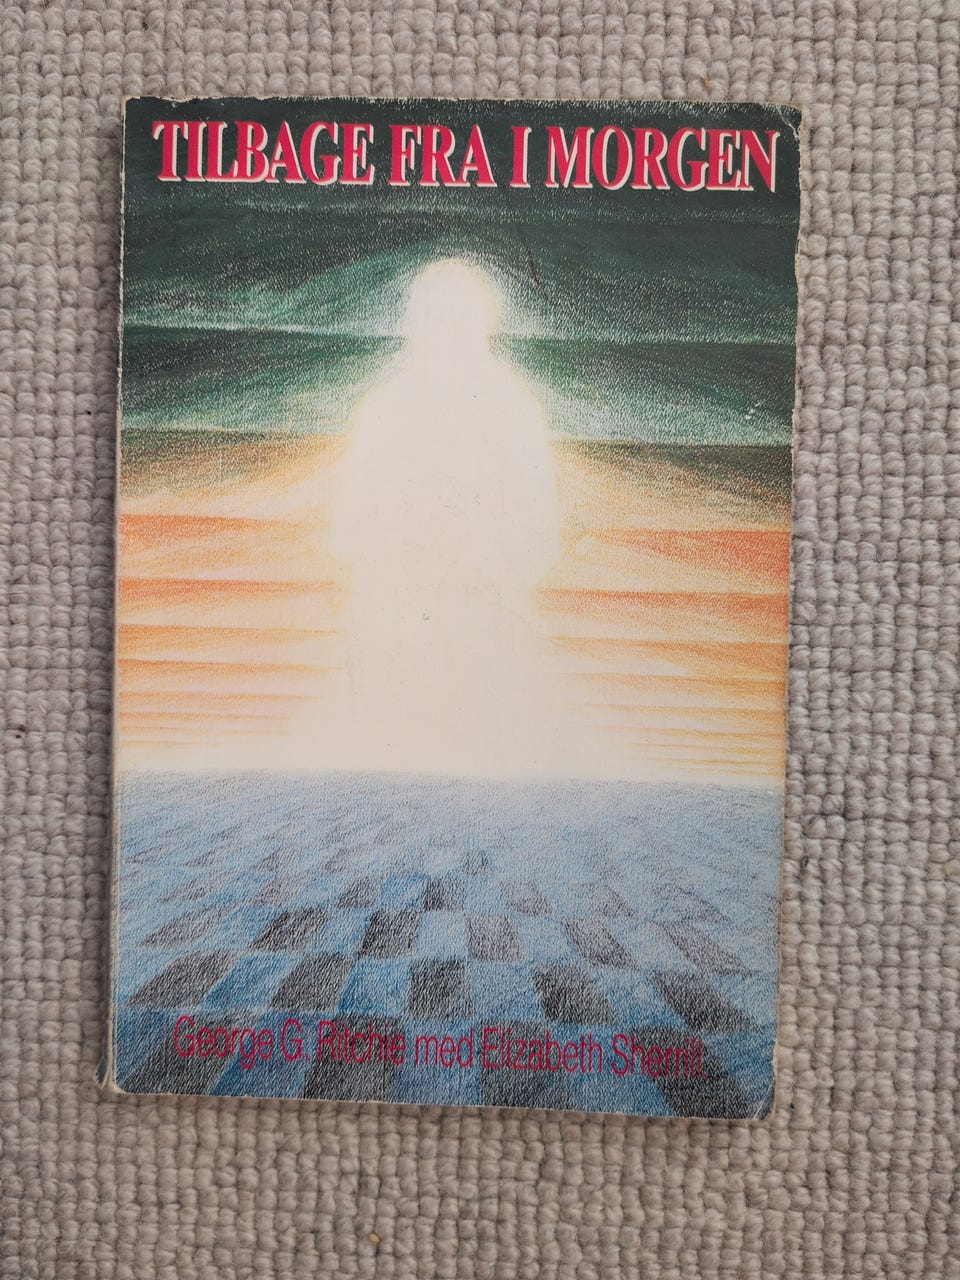 TILBAGE FRA I MORGEN
George G. Ritchie med Elizabeth Sherrill